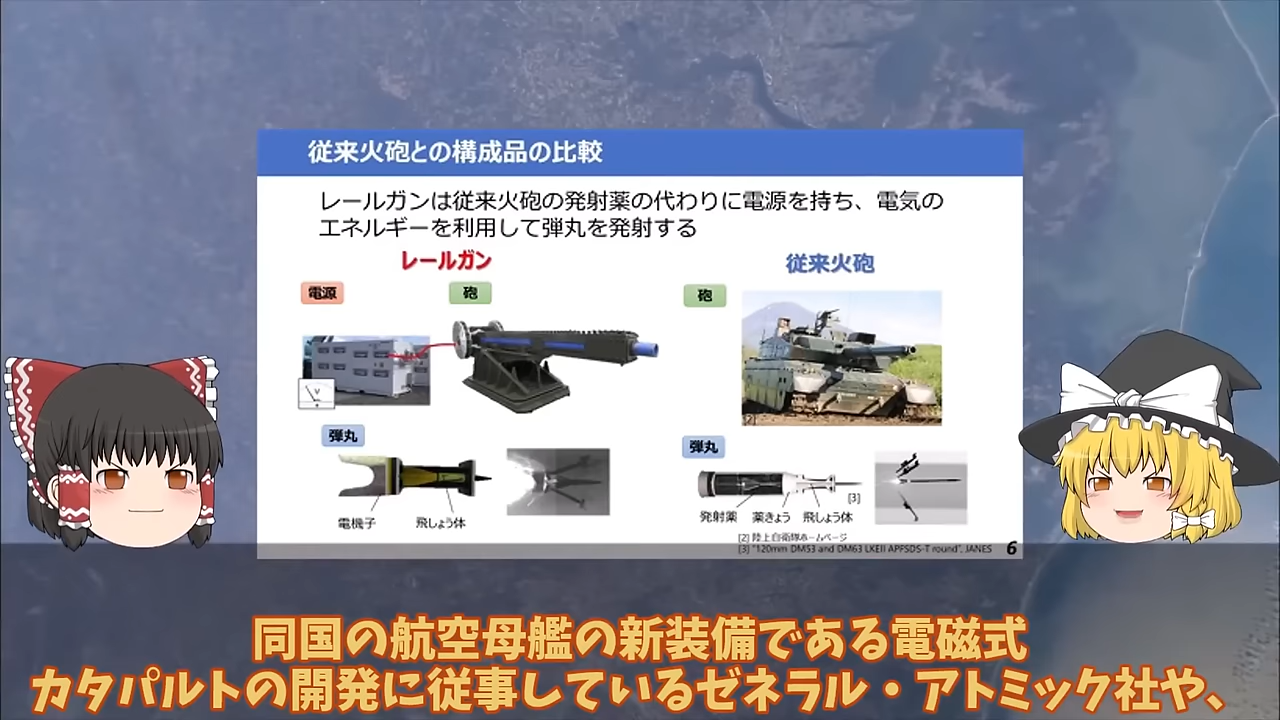 従来火砲との構成品の比較
レールガンは従来火砲の発射薬の代わりに電源を持ち、電気の
エネルギーを利用して弾丸を発射する
レールガン
従来火砲
電源
砲
砲
弾丸
弾丸
電機子
飛しょう体
発射薬
薬きょう
飛しょう体
[3]
[2] 陸上自衛隊ホームページ
[3] "120mm DM53 and DM63 LKEII APFSDS-T round", JANES
6
同国の航空母艦の新装備である電磁式
カタパルトの開発に従事しているゼネラル・アトミック社や、